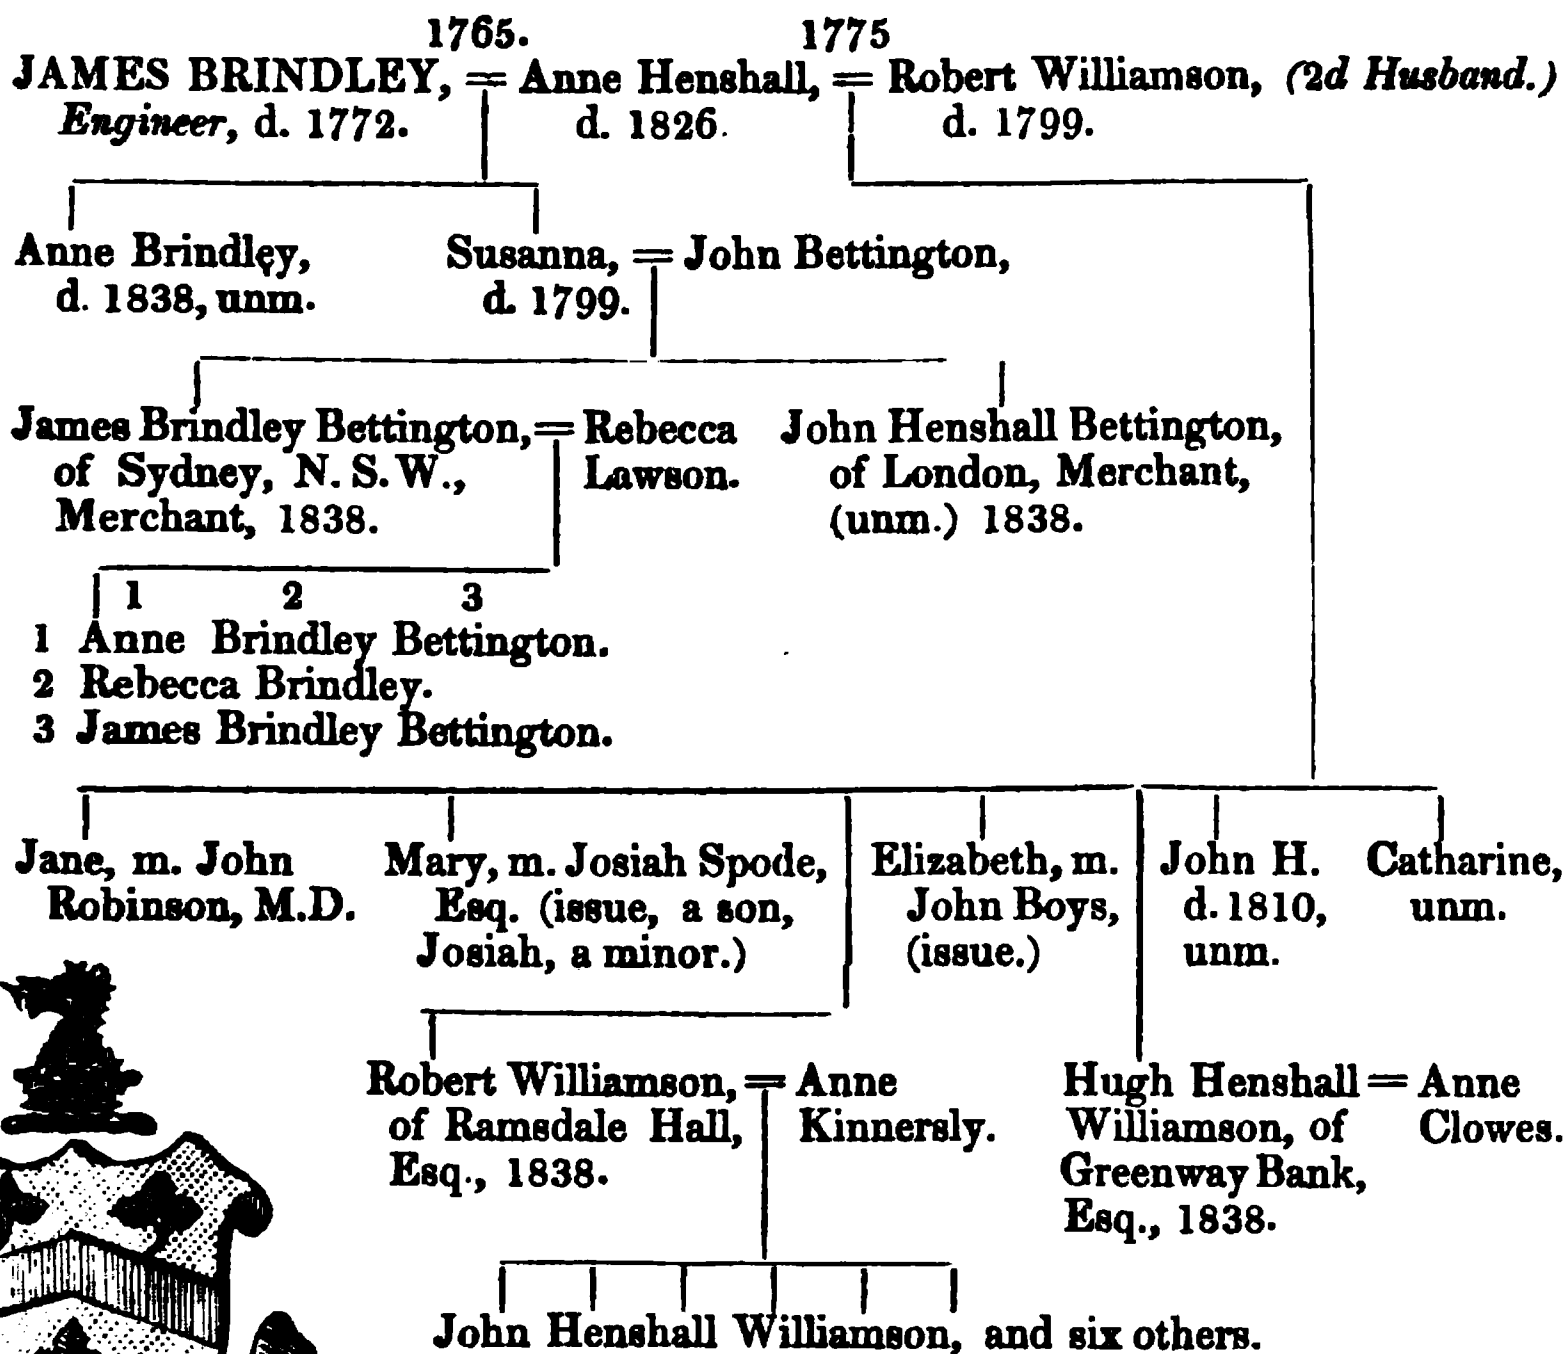 1765. 1775
JAMES BRINDLEY, = Anne Henshall, = Robert Williamson, (2d Husband.)
Engineer, d. 1772. d. 1826. d. 1799.
Anne Brindley, Susanna, = John Bettington,
d. 1838, unm. d. 1799.
James Brindley Bettington, = Rebecca John Henshall Bettington,
of Sydney, N. S. W., Lawson. of London, Merchant,
Merchant, 1838. (unm.) 1838.
1 2 3
1 Anne Brindley Bettington.
2 Rebecca Brindley.
3 James Brindley Bettington.
Jane, m. John Mary, m. Josiah Spode, Elizabeth, m. John H. Catharine,
Robinson, M.D. Esq. (issue, a son, John Boys, d. 1810, unm.
Josiah, a minor.) (issue.) unm.
Robert Williamson, = Anne Hugh Henshall = Anne
of Ramsdale Hall, Kinnersly. Williamson, of Clowes.
Esq., 1838. Greenway Bank,
Esq., 1838.
John Henshall Williamson, and six others.